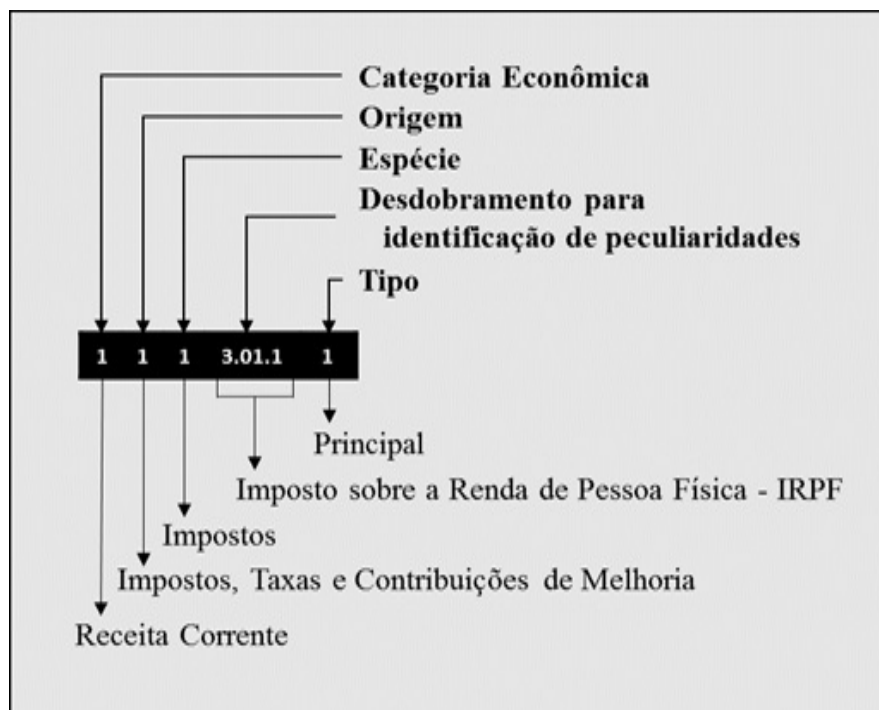 Categoria Econômica
Origem
Espécie
Desdobramento para
identificação de peculiaridades
Tipo
1 1 1 3.01.1 1
Principal
Imposto sobre a Renda de Pessoa Física - IRPF
Impostos
Impostos, Taxas e Contribuições de Melhoria
Receita Corrente